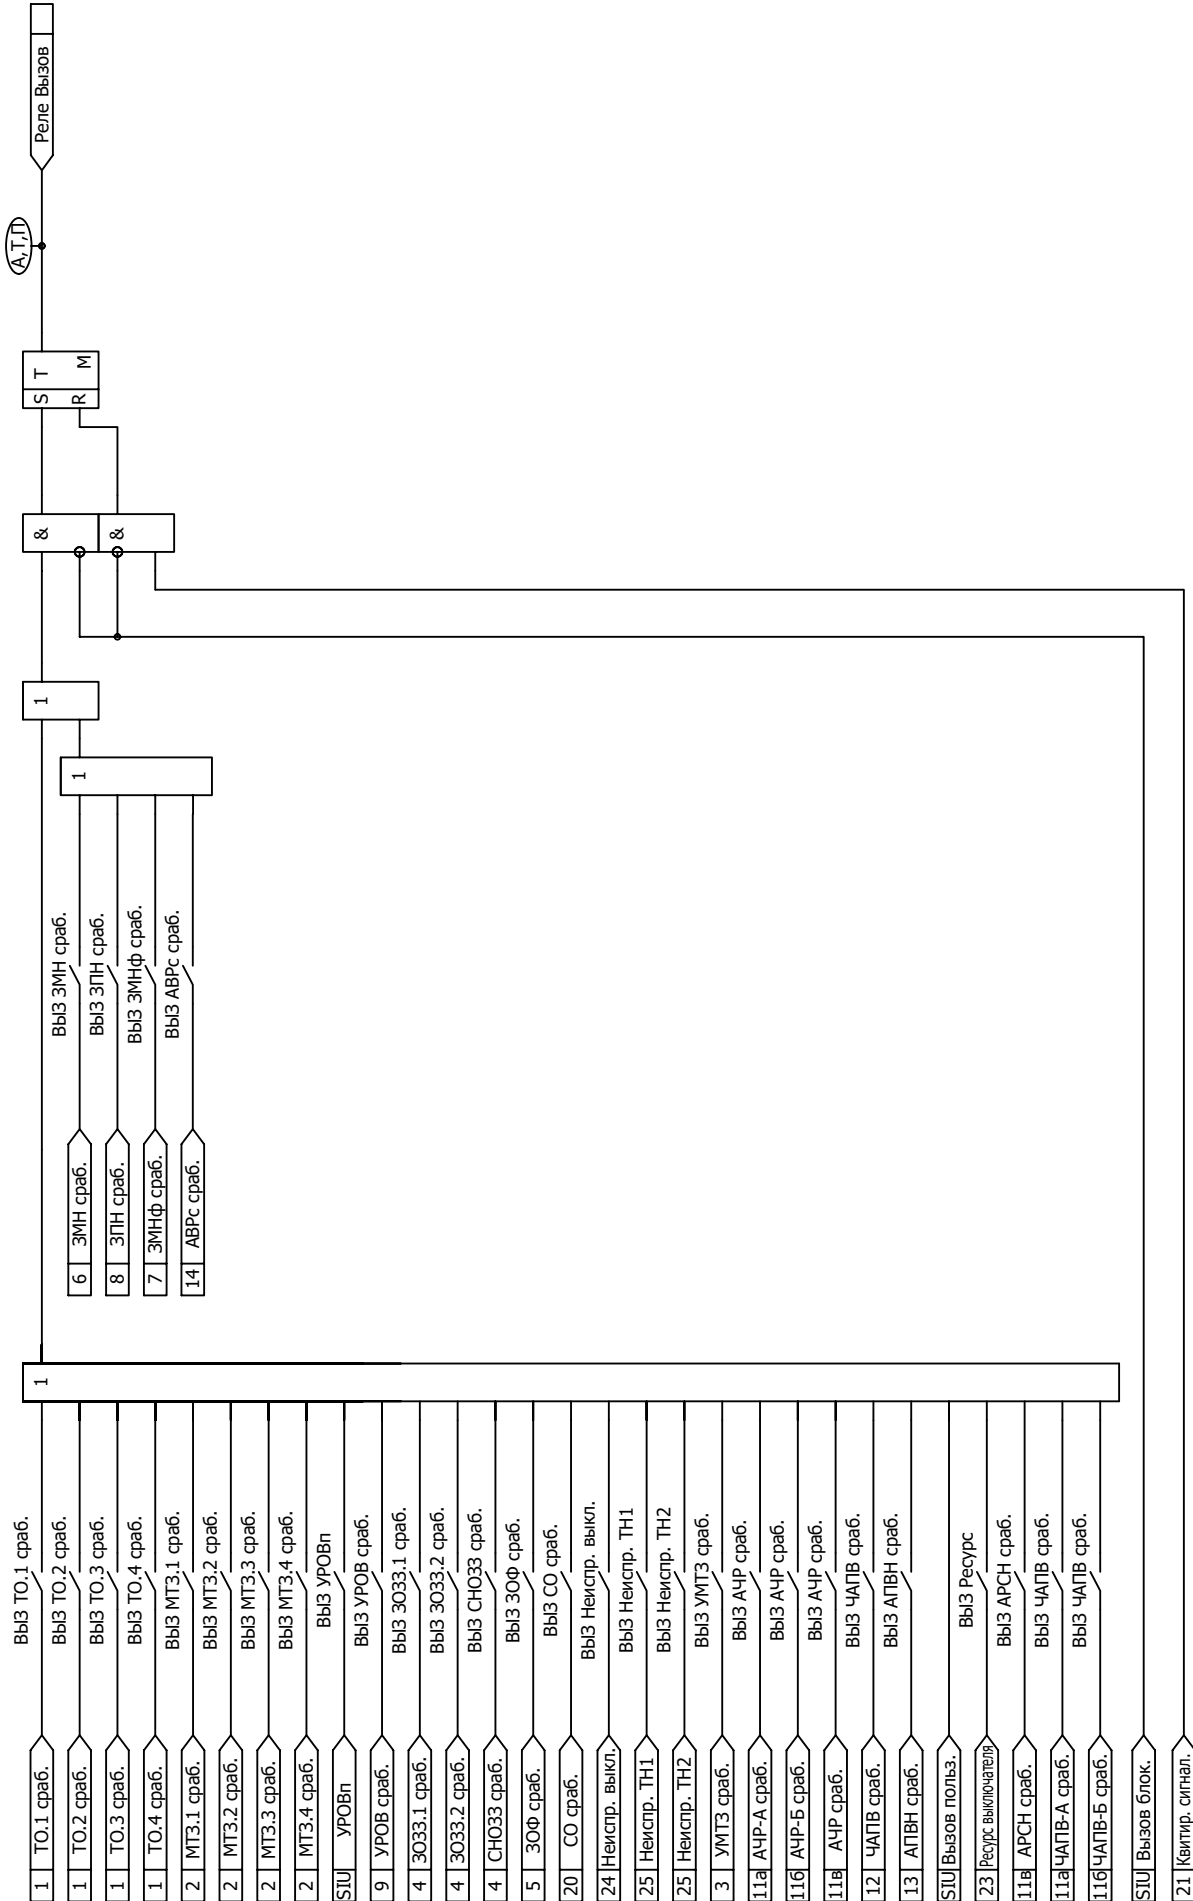 1 ТО.1 сраб. ВЫЗ ТО.1 сраб.
1 ТО.2 сраб. ВЫЗ ТО.2 сраб.
1 ТО.3 сраб. ВЫЗ ТО.3 сраб.
1 ТО.4 сраб. ВЫЗ ТО.4 сраб.
2 МТЗ.1 сраб. ВЫЗ МТЗ.1 сраб.
2 МТЗ.2 сраб. ВЫЗ МТЗ.2 сраб.
2 МТЗ.3 сраб. ВЫЗ МТЗ.3 сраб.
2 МТЗ.4 сраб. ВЫЗ МТЗ.4 сраб.
SIU УРОВп ВЫЗ УРОВп
9 УРОВ сраб. ВЫЗ УРОВ сраб.
4 ЗОЗЗ.1 сраб. ВЫЗ ЗОЗЗ.1 сраб.
4 ЗОЗЗ.2 сраб. ВЫЗ ЗОЗЗ.2 сраб.
4 СНОЗЗ сраб. ВЫЗ СНОЗЗ сраб.
5 ЗОФ сраб. ВЫЗ ЗОФ сраб.
20 СО сраб. ВЫЗ СО сраб.
24 Неиспр. выкл. ВЫЗ Неиспр. выкл.
25 Неиспр. ТН1 ВЫЗ Неиспр. ТН1
25 Неиспр. ТН2 ВЫЗ Неиспр. ТН2
3 УМТЗ сраб. ВЫЗ УМТЗ сраб.
11а АЧР-А сраб. ВЫЗ АЧР сраб.
11б АЧР-Б сраб. ВЫЗ АЧР сраб.
11в АЧР сраб. ВЫЗ АЧР сраб.
12 ЧАПВ сраб. ВЫЗ ЧАПВ сраб.
13 АПВН сраб. ВЫЗ АПВН сраб.
SIU Вызов польз.
23 Ресурс выключателя ВЫЗ Ресурс
11в АРСН сраб. ВЫЗ АРСН сраб.
11а ЧАПВ-А сраб. ВЫЗ ЧАПВ сраб.
11б ЧАПВ-Б сраб. ВЫЗ ЧАПВ сраб.
SIU Вызов блок.
21 Квитир. сигнал.
1
6 ЗМН сраб. ВЫЗ ЗМН сраб.
8 ЗПН сраб. ВЫЗ ЗПН сраб.
7 ЗМНф сраб. ВЫЗ ЗМНф сраб.
14 АВРс сраб. ВЫЗ АВРс сраб.
1
1
&
&
S T
R M
А,Т,П
Реле Вызов